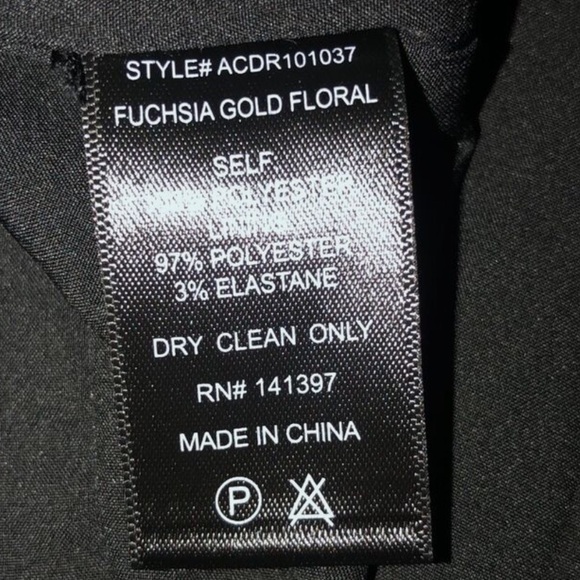 STYLE# ACDR101037
FUCHSIA GOLD FLORAL
SELF
POLYESTER
97% POLYESTER
3% ELASTANE
DRY CLEAN ONLY
RN# 141397
MADE IN CHINA
P